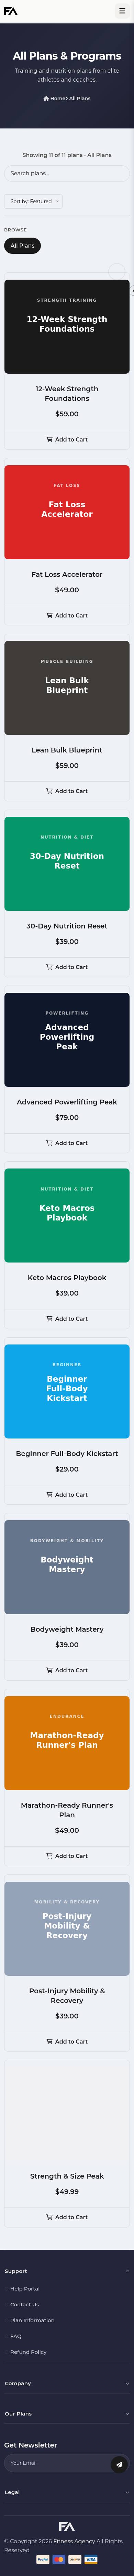 FA
All Plans & Programs
Training and nutrition plans from elite
athletes and coaches.
Home> All Plans
Showing 11 of 11 plans - All Plans
Search plans...
Sort by: Featured
BROWSE
All Plans
STRENGTH TRAINING
12-Week Strength
Foundations
12-Week Strength
Foundations
$59.00
Add to Cart
FAT LOSS
Fat Loss
Accelerator
Fat Loss Accelerator
$49.00
Add to Cart
MUSCLE BUILDING
Lean Bulk
Blueprint
Lean Bulk Blueprint
$59.00
Add to Cart
NUTRITION & DIET
30-Day Nutrition
Reset
30-Day Nutrition Reset
$39.00
Add to Cart
POWERLIFTING
Advanced
Powerlifting
Peak
Advanced Powerlifting Peak
$79.00
Add to Cart
NUTRITION & DIET
Keto Macros
Playbook
Keto Macros Playbook
$39.00
Add to Cart
BEGINNER
Beginner
Full-Body
Kickstart
Beginner Full-Body Kickstart
$29.00
Add to Cart
BODYWEIGHT & MOBILITY
Bodyweight
Mastery
Bodyweight Mastery
$39.00
Add to Cart
ENDURANCE
Marathon-Ready
Runner's Plan
Marathon-Ready Runner's
Plan
$49.00
Add to Cart
MOBILITY & RECOVERY
Post-Injury
Mobility &
Recovery
Post-Injury Mobility &
Recovery
$39.00
Add to Cart
Strength & Size Peak
$49.99
Add to Cart
Support
Help Portal
Contact Us
Plan Information
FAQ
Refund Policy
Company
Our Plans
Get Newsletter
Your Email
Legal
FA
© Copyright 2026 Fitness Agency All Rights
Reserved
PayPal
VISA